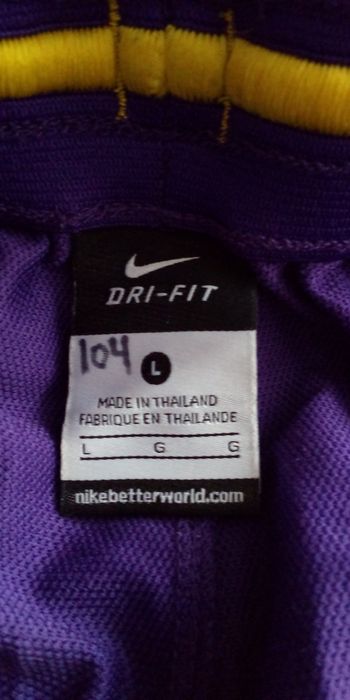 DRI-FIT
104 L
MADE IN THAILAND
FABRIQUE EN THAILANDE
L G G
nikebetterworld.com